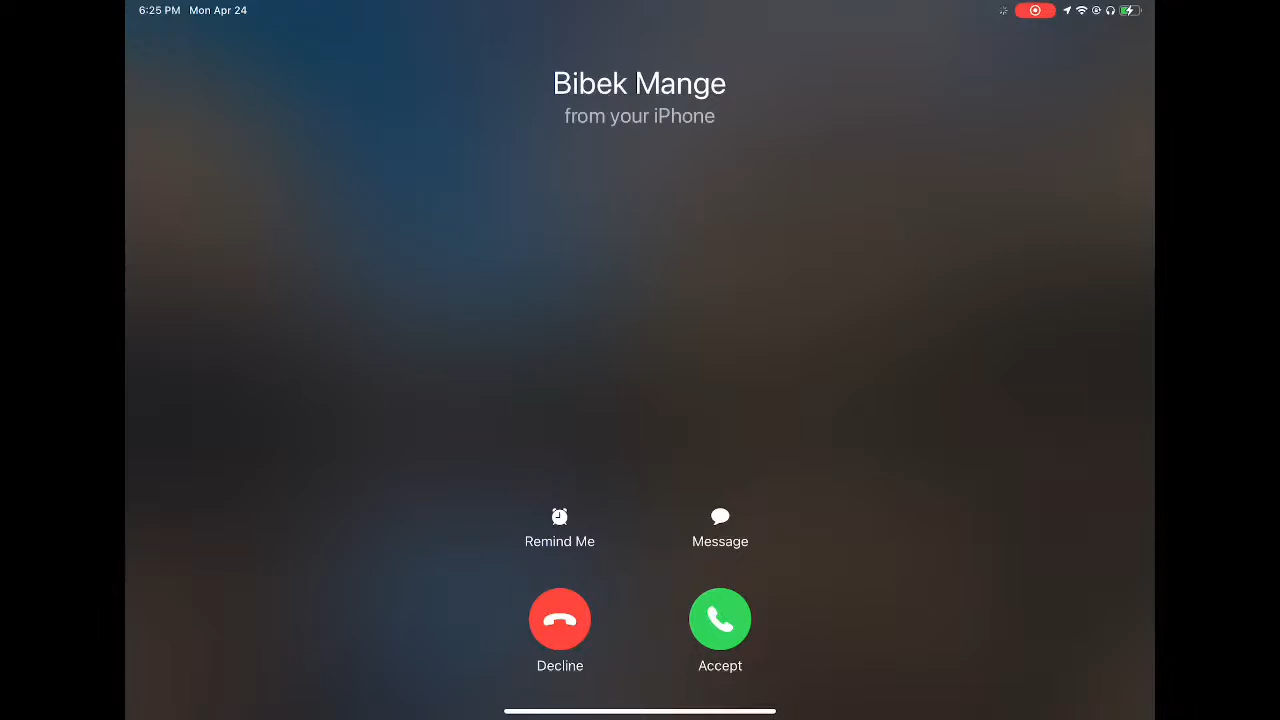 6:25 PM Mon Apr 24
Bibek Mange
from your iPhone
Remind Me
Message
Decline
Accept